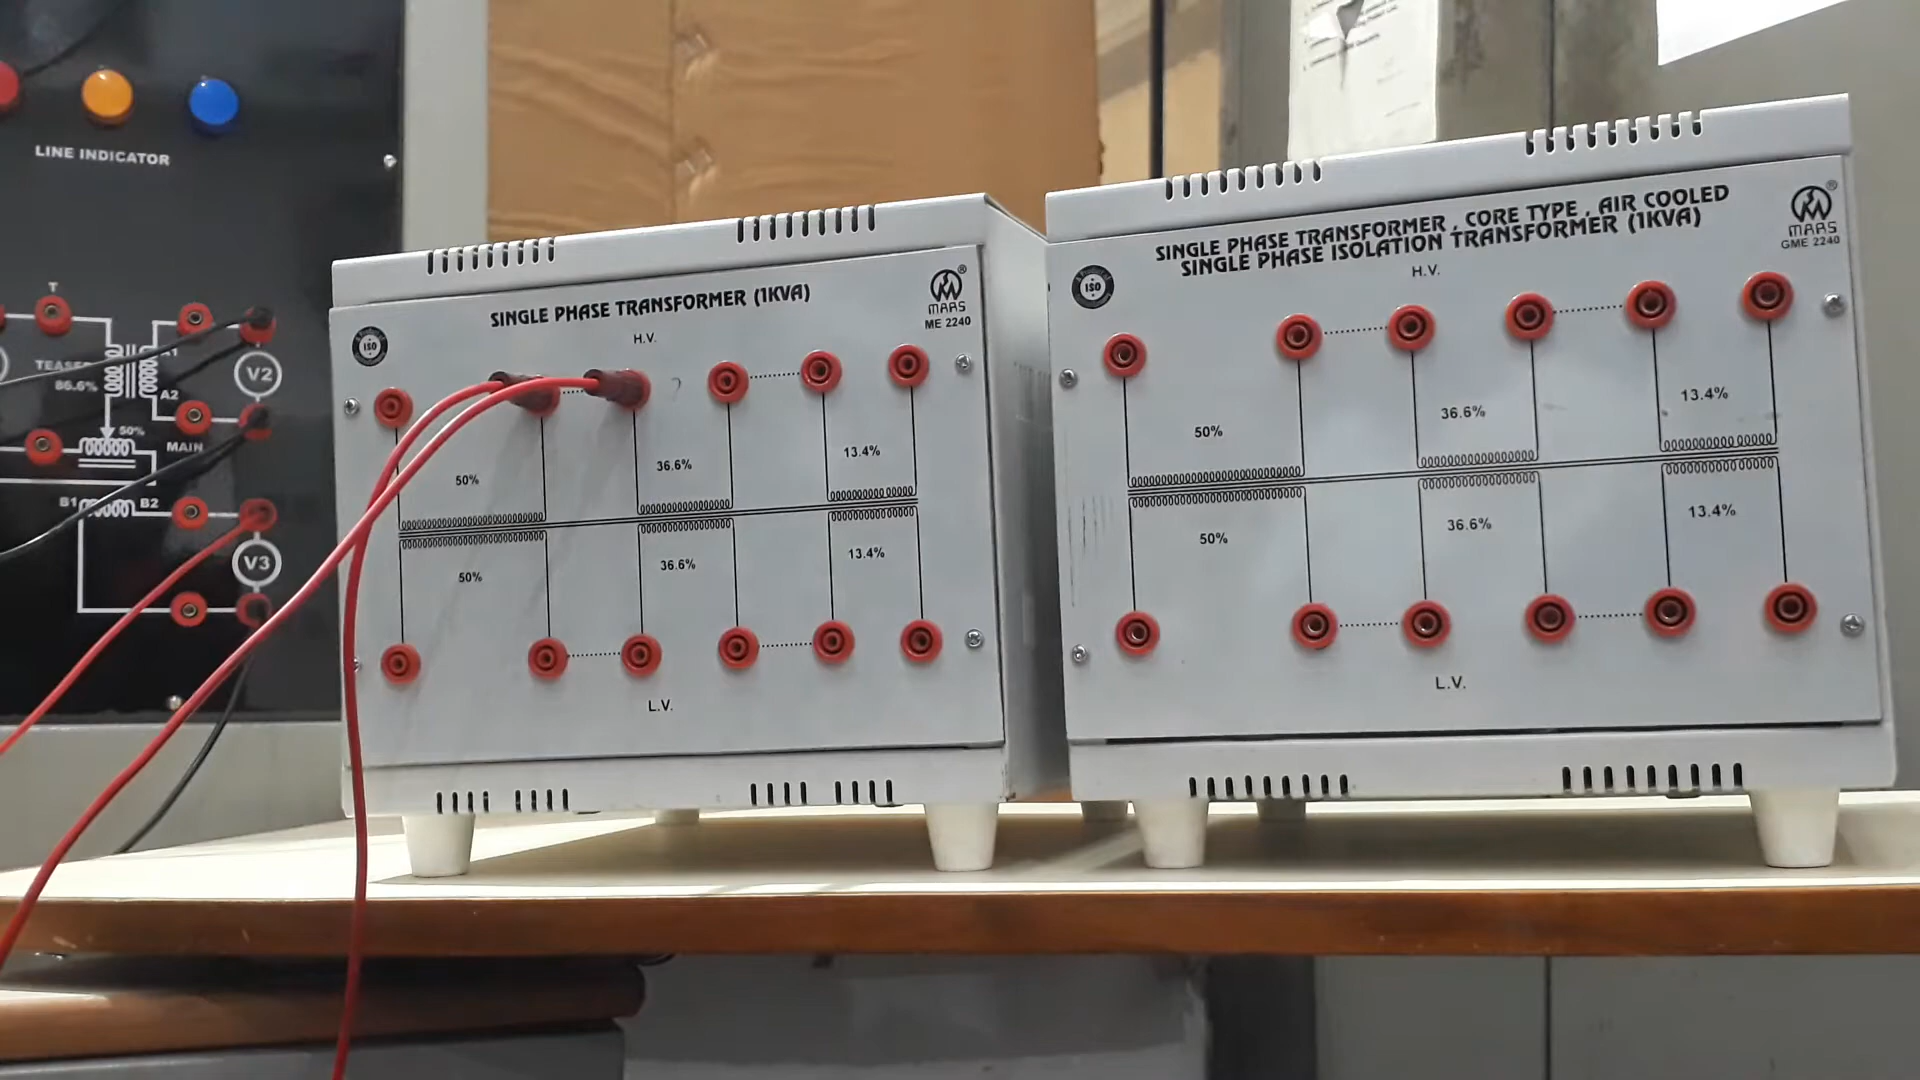 LINE INDICATOR
T
A1
TEASER
86.6%
V2
A2
50%
MAIN
B1
B2
V3
SINGLE PHASE TRANSFORMER (1KVA)
H.V.
ISO
MARS
ME 2240
50%
36.6%
13.4%
50%
36.6%
13.4%
L.V.
SINGLE PHASE TRANSFORMER , CORE TYPE , AIR COOLED
SINGLE PHASE ISOLATION TRANSFORMER (1KVA)
H.V.
ISO
MARS
GME 2240
50%
36.6%
13.4%
50%
36.6%
13.4%
L.V.